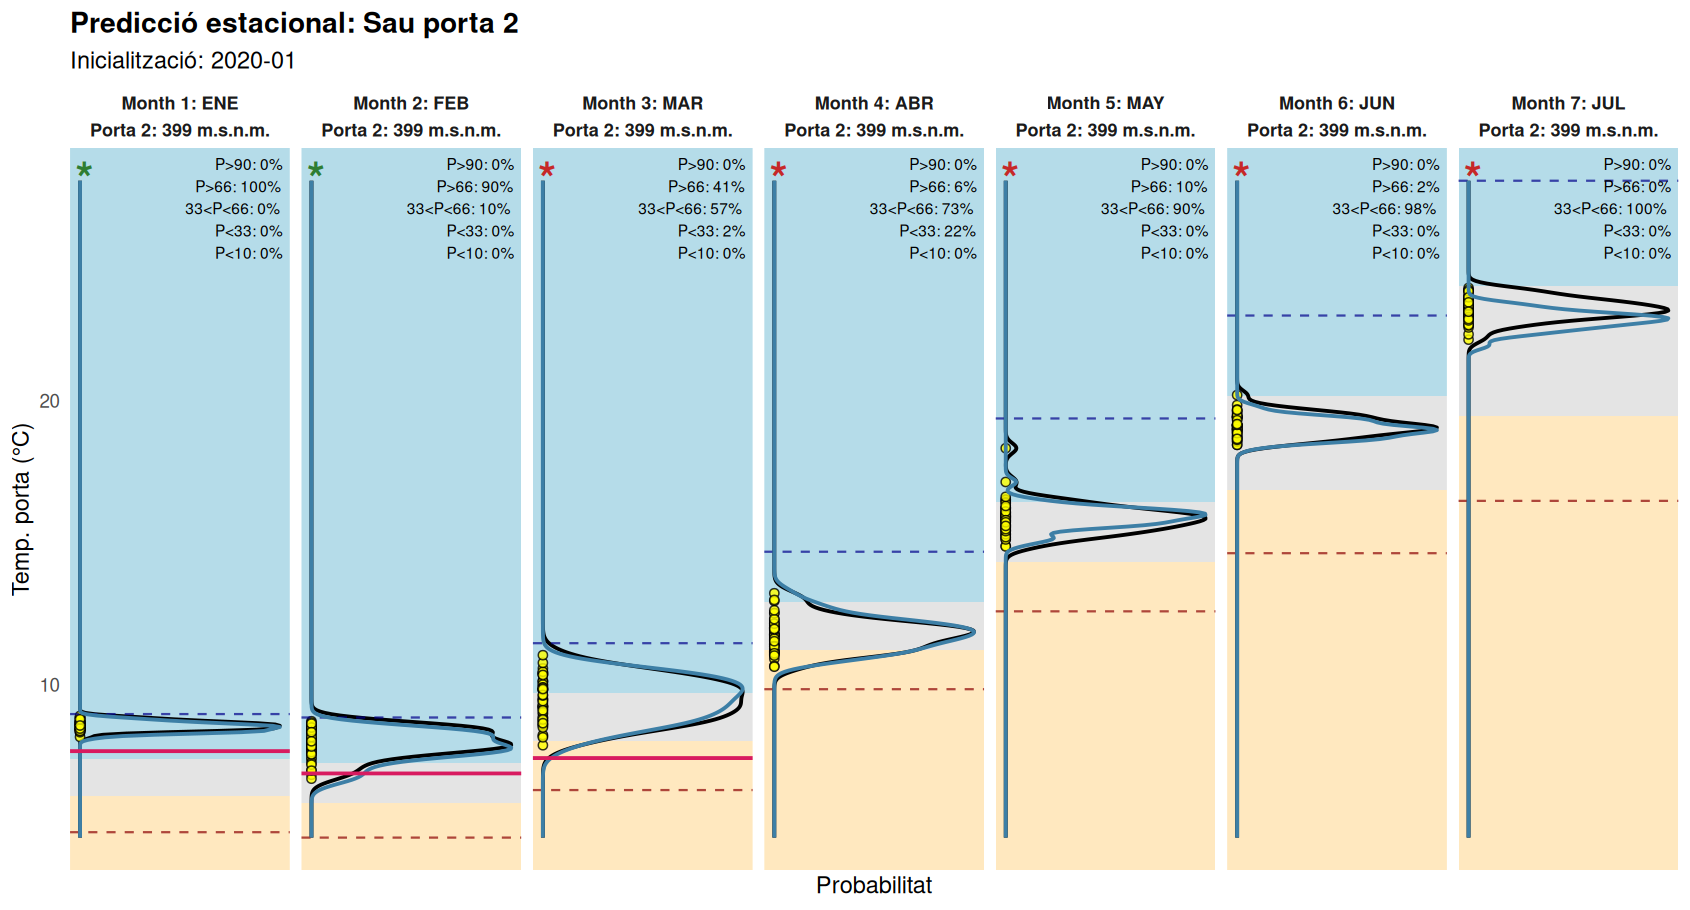 Predicció estacional: Sau porta 2
Inicialització: 2020-01
Month 1: ENE
Porta 2: 399 m.s.n.m.
Month 2: FEB
Porta 2: 399 m.s.n.m.
Month 3: MAR
Porta 2: 399 m.s.n.m.
Month 4: ABR
Porta 2: 399 m.s.n.m.
Month 5: MAY
Porta 2: 399 m.s.n.m.
Month 6: JUN
Porta 2: 399 m.s.n.m.
Month 7: JUL
Porta 2: 399 m.s.n.m.
*
P>90: 0%
P>66: 100%
33<P<66: 0%
P<33: 0%
P<10: 0%
*
P>90: 0%
P>66: 90%
33<P<66: 10%
P<33: 0%
P<10: 0%
*
P>90: 0%
P>66: 41%
33<P<66: 57%
P<33: 2%
P<10: 0%
*
P>90: 0%
P>66: 6%
33<P<66: 73%
P<33: 22%
P<10: 0%
*
P>90: 0%
P>66: 10%
33<P<66: 90%
P<33: 0%
P<10: 0%
*
P>90: 0%
P>66: 2%
33<P<66: 98%
P<33: 0%
P<10: 0%
*
P>90: 0%
P>66: 0%
33<P<66: 100%
P<33: 0%
P<10: 0%
20
10
Temp. porta (°C)
Probabilitat